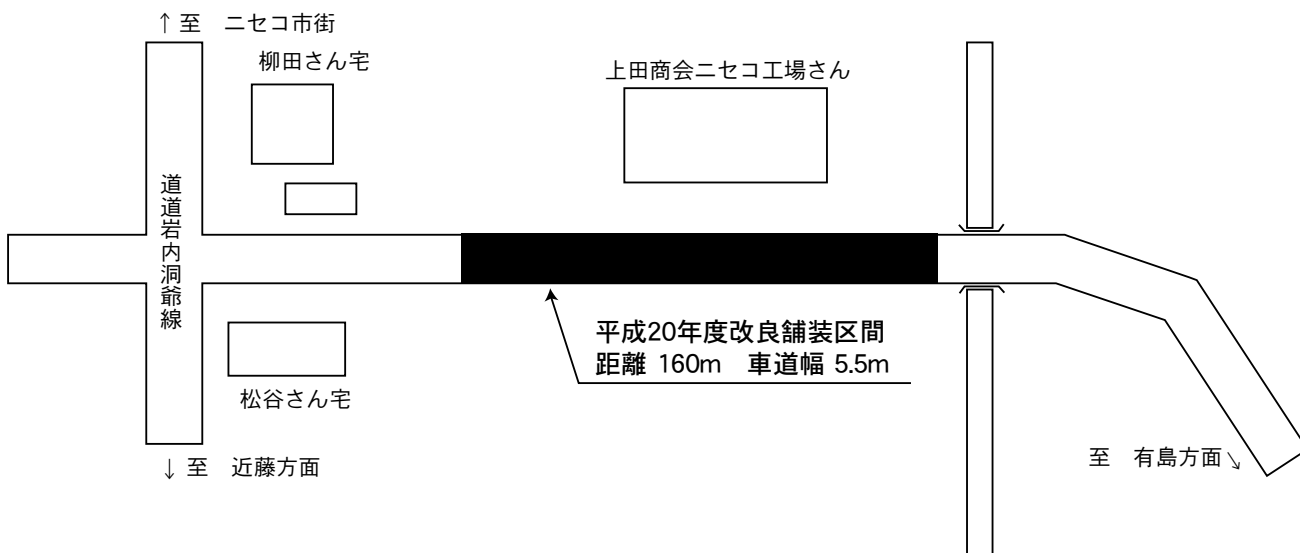 ↑ 至　ニセコ市街
柳田さん宅
上田商会ニセコ工場さん
道道岩内洞爺線
平成20年度改良舗装区間
距離 160m　車道幅 5.5m
松谷さん宅
↓ 至　近藤方面
至　有島方面↘